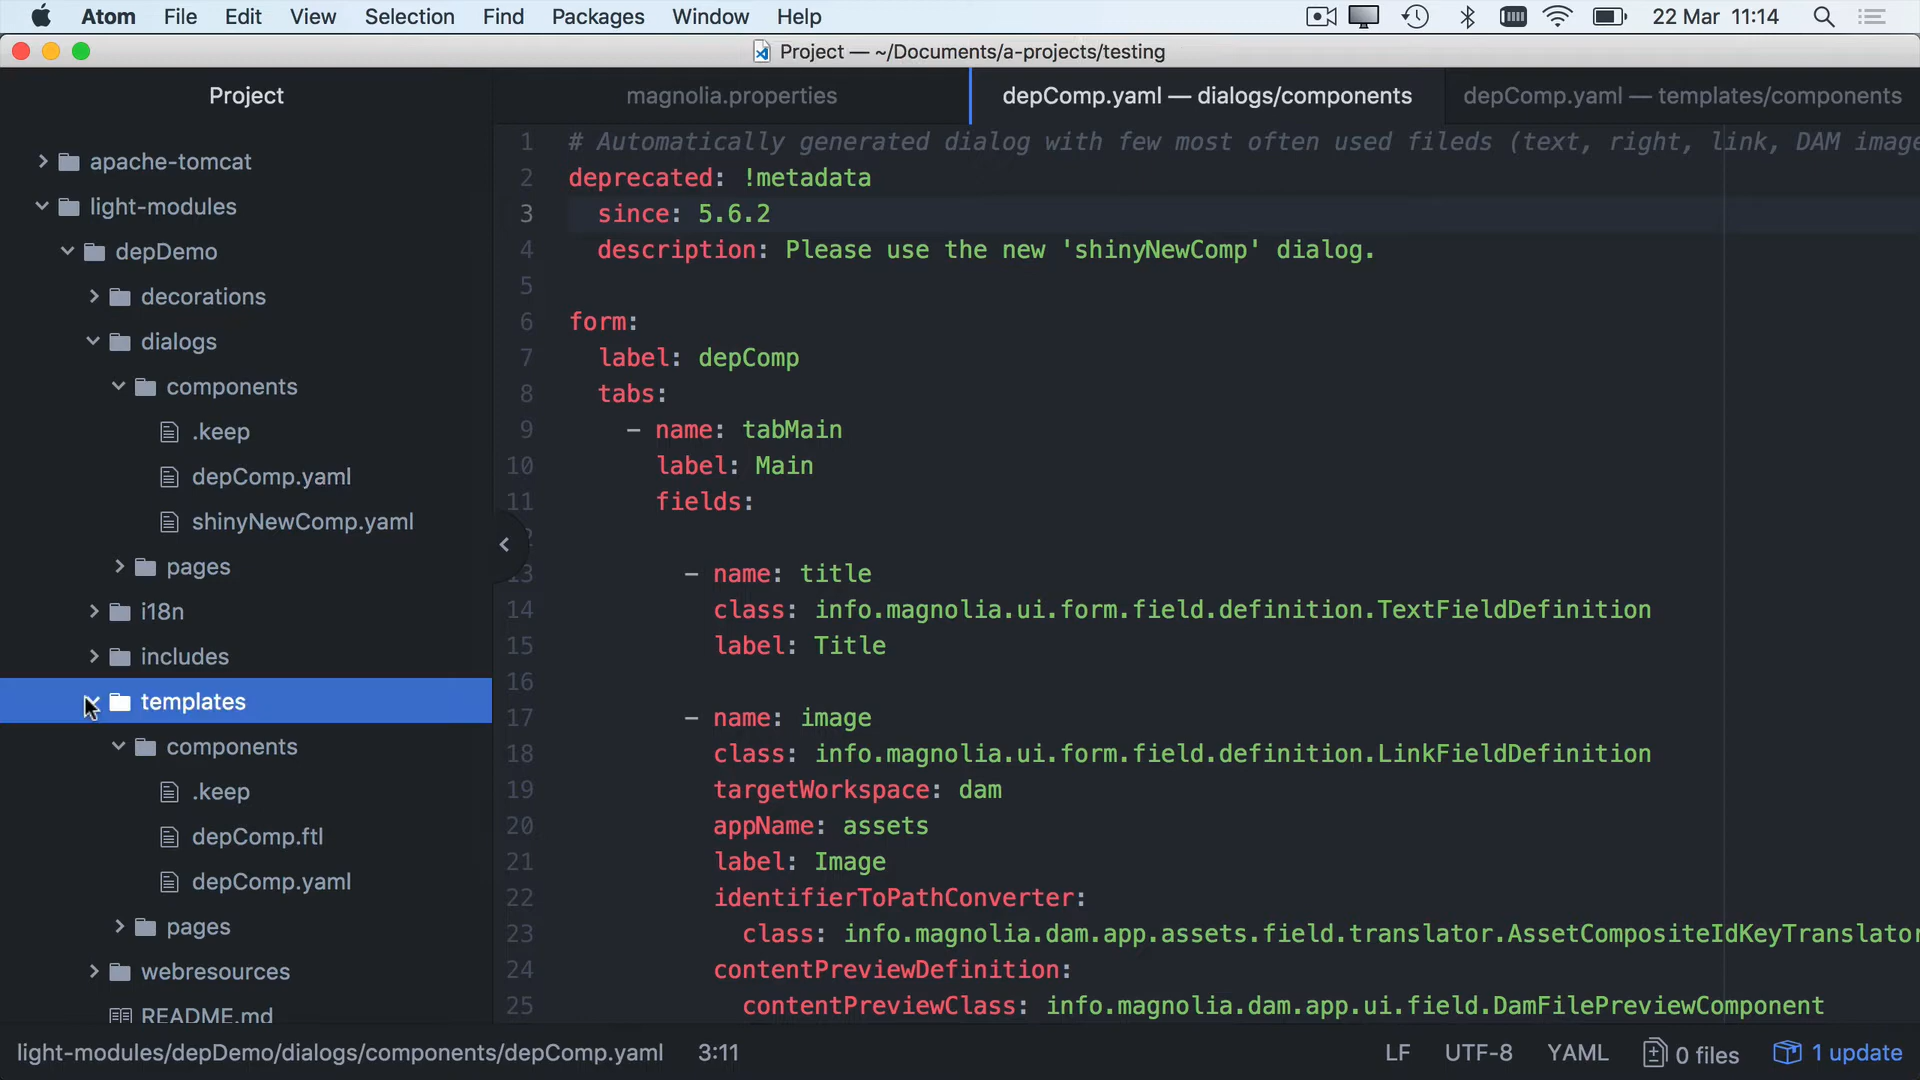 Atom File Edit View Selection Find Packages Window Help 22 Mar 11:14
Project — ~/Documents/a-projects/testing
Project
magnolia.properties
depComp.yaml — dialogs/components
depComp.yaml — templates/components
apache-tomcat
light-modules
depDemo
decorations
dialogs
components
.keep
depComp.yaml
shinyNewComp.yaml
pages
i18n
includes
templates
components
.keep
depComp.ftl
depComp.yaml
pages
webresources
README.md
1 # Automatically generated dialog with few most often used fileds (text, right, link, DAM image
2 deprecated: !metadata
3 since: 5.6.2
4 description: Please use the new 'shinyNewComp' dialog.
5
6 form:
7 label: depComp
8 tabs:
9 - name: tabMain
10 label: Main
11 fields:
2
13 - name: title
14 class: info.magnolia.ui.form.field.definition.TextFieldDefinition
15 label: Title
16
17 - name: image
18 class: info.magnolia.ui.form.field.definition.LinkFieldDefinition
19 targetWorkspace: dam
20 appName: assets
21 label: Image
22 identifierToPathConverter:
23 class: info.magnolia.dam.app.assets.field.translator.AssetCompositeIdKeyTranslator
24 contentPreviewDefinition:
25 contentPreviewClass: info.magnolia.dam.app.ui.field.DamFilePreviewComponent
light-modules/depDemo/dialogs/components/depComp.yaml 3:11 LF UTF-8 YAML 0 files 1 update